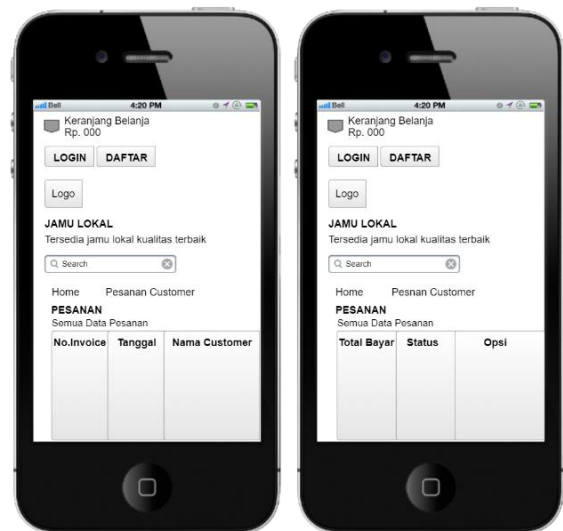 Bell 4:20 PM
Keranjang Belanja
Rp. 000
LOGIN DAFTAR
Logo
JAMU LOKAL
Tersedia jamu lokal kualitas terbaik
Search
Home Pesanan Customer
PESANAN
Semua Data Pesanan
No.Invoice Tanggal Nama Customer
Bell 4:20 PM
Keranjang Belanja
Rp. 000
LOGIN DAFTAR
Logo
JAMU LOKAL
Tersedia jamu lokal kualitas terbaik
Search
Home Pesnan Customer
PESANAN
Semua Data Pesanan
Total Bayar Status Opsi